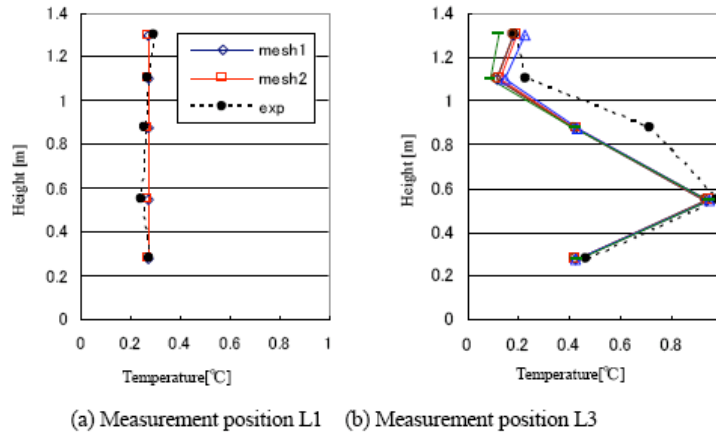 1.4
1.2
1
0.8
0.6
0.4
0.2
0
Height [m]
mesh1
mesh2
exp
0 0.2 0.4 0.6 0.8 1
Temperature[℃]
(a) Measurement position L1
1.4
1.2
1
0.8
0.6
0.4
0.2
0
Height [m]
0 0.2 0.4 0.6 0.
Temperature[℃]
(b) Measurement position L3